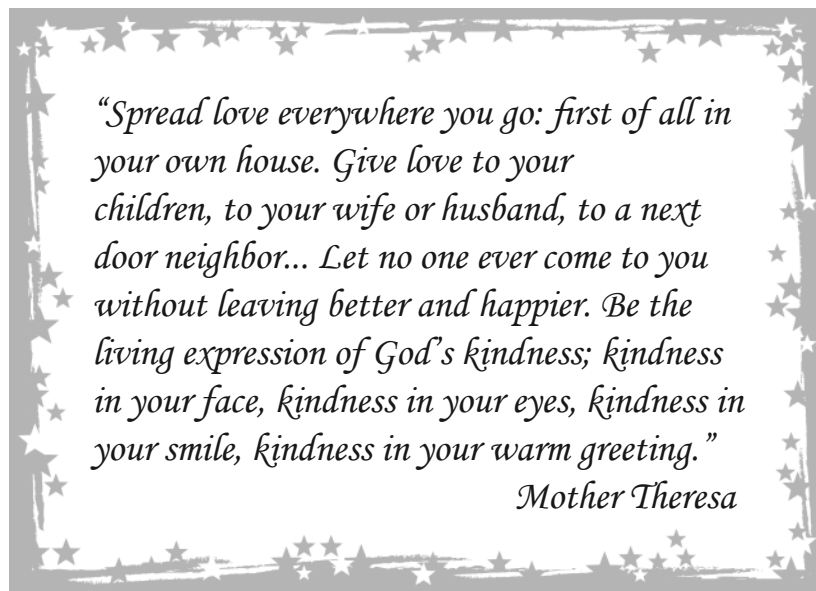 “Spread love everywhere you go: first of all in
your own house. Give love to your
children, to your wife or husband, to a next
door neighbor... Let no one ever come to you
without leaving better and happier. Be the
living expression of God’s kindness; kindness
in your face, kindness in your eyes, kindness in
your smile, kindness in your warm greeting.”
Mother Theresa